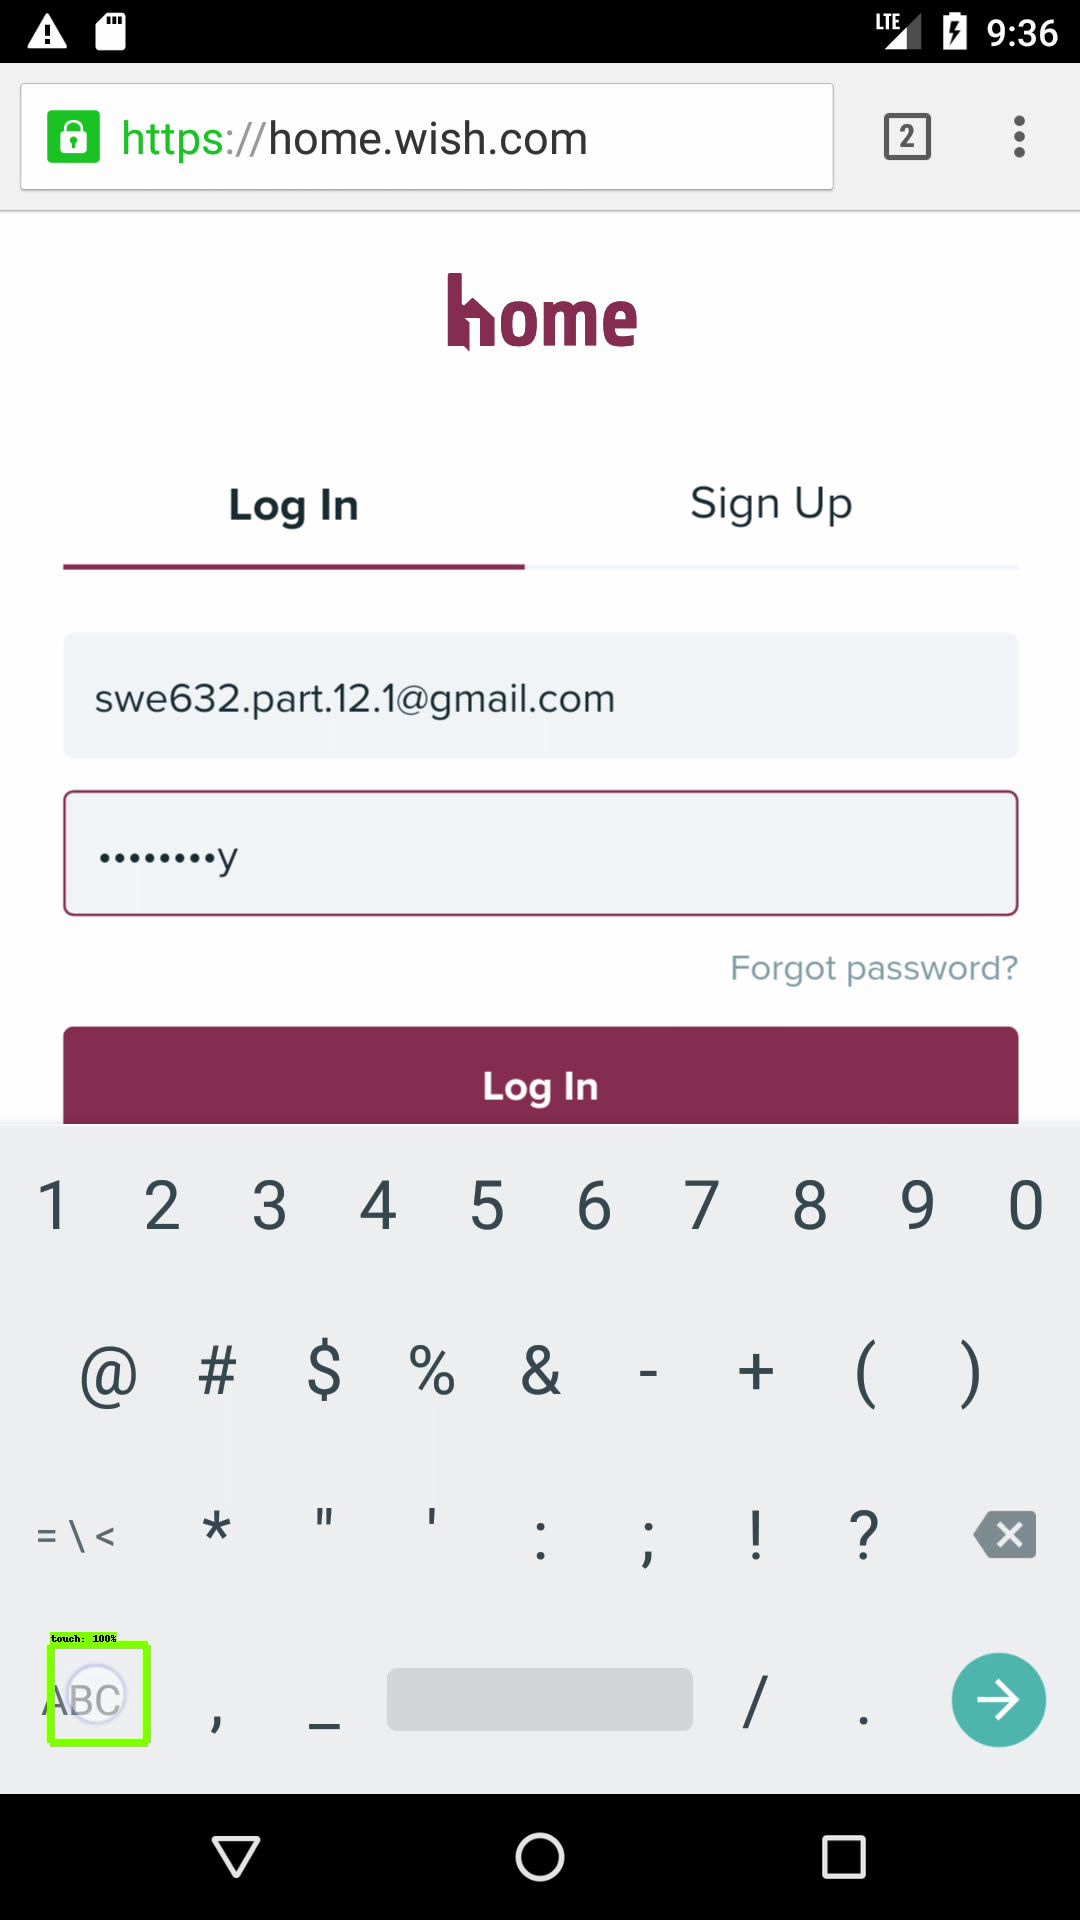 LTE 9:36
https://home.wish.com 2
home
Log In Sign Up
swe632.part.12.1@gmail.com
••••••••y
Forgot password?
Log In
1 2 3 4 5 6 7 8 9 0
@ # $ % & - + ( )
= \ < * " ' : ; ! ?
touch: 100%
ABC , _ / .